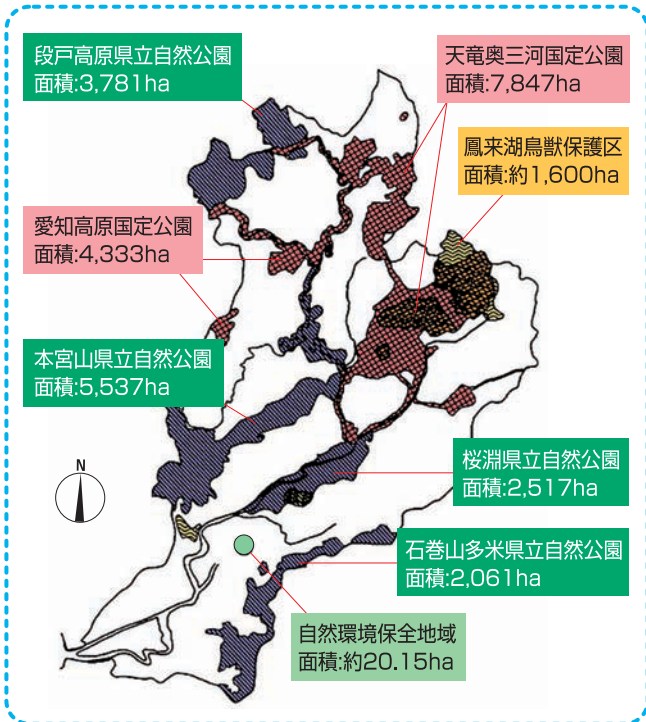 段戸高原県立自然公園
面積:3,781ha
天竜奥三河国定公園
面積:7,847ha
鳳来湖鳥獣保護区
面積:約1,600ha
愛知高原国定公園
面積:4,333ha
本宮山県立自然公園
面積:5,537ha
N
桜淵県立自然公園
面積:2,517ha
石巻山多米県立自然公園
面積:2,061ha
自然環境保全地域
面積:約20.15ha